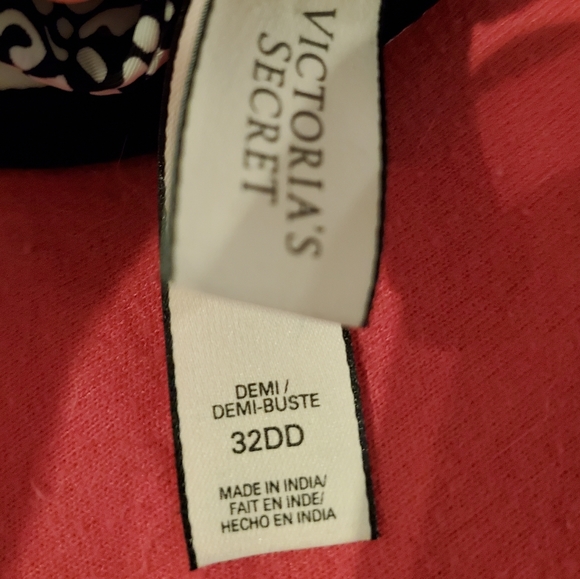 VICTORIA'S
SECRET
DEMI /
DEMI-BUSTE
32DD
MADE IN INDIA/
FAIT EN INDE/
HECHO EN INDIA